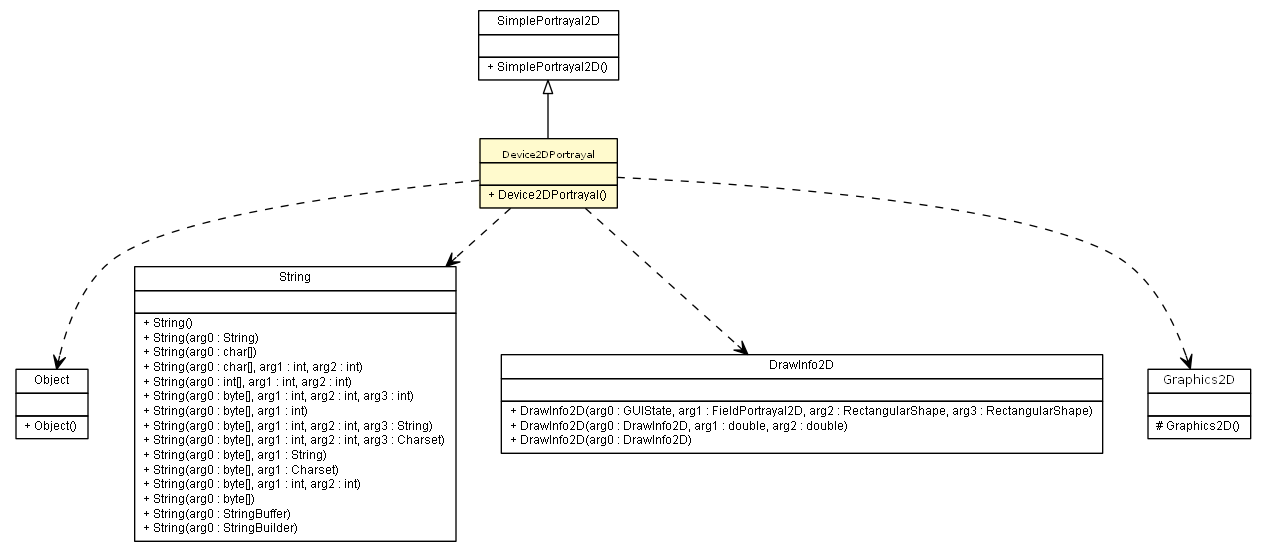 SimplePortrayal2D
+ SimplePortrayal2D()
Device2DPortrayal
+ Device2DPortrayal()
String
+ String()
+ String(arg0 : String)
+ String(arg0 : char[])
+ String(arg0 : char[], arg1 : int, arg2 : int)
+ String(arg0 : int[], arg1 : int, arg2 : int)
+ String(arg0 : byte[], arg1 : int, arg2 : int, arg3 : int)
+ String(arg0 : byte[], arg1 : int)
+ String(arg0 : byte[], arg1 : int, arg2 : int, arg3 : String)
+ String(arg0 : byte[], arg1 : int, arg2 : int, arg3 : Charset)
+ String(arg0 : byte[], arg1 : String)
+ String(arg0 : byte[], arg1 : Charset)
+ String(arg0 : byte[], arg1 : int, arg2 : int)
+ String(arg0 : byte[])
+ String(arg0 : StringBuffer)
+ String(arg0 : StringBuilder)
DrawInfo2D
+ DrawInfo2D(arg0 : GUIState, arg1 : FieldPortrayal2D, arg2 : RectangularShape, arg3 : RectangularShape)
+ DrawInfo2D(arg0 : DrawInfo2D, arg1 : double, arg2 : double)
+ DrawInfo2D(arg0 : DrawInfo2D)
Object
+ Object()
Graphics2D
# Graphics2D()